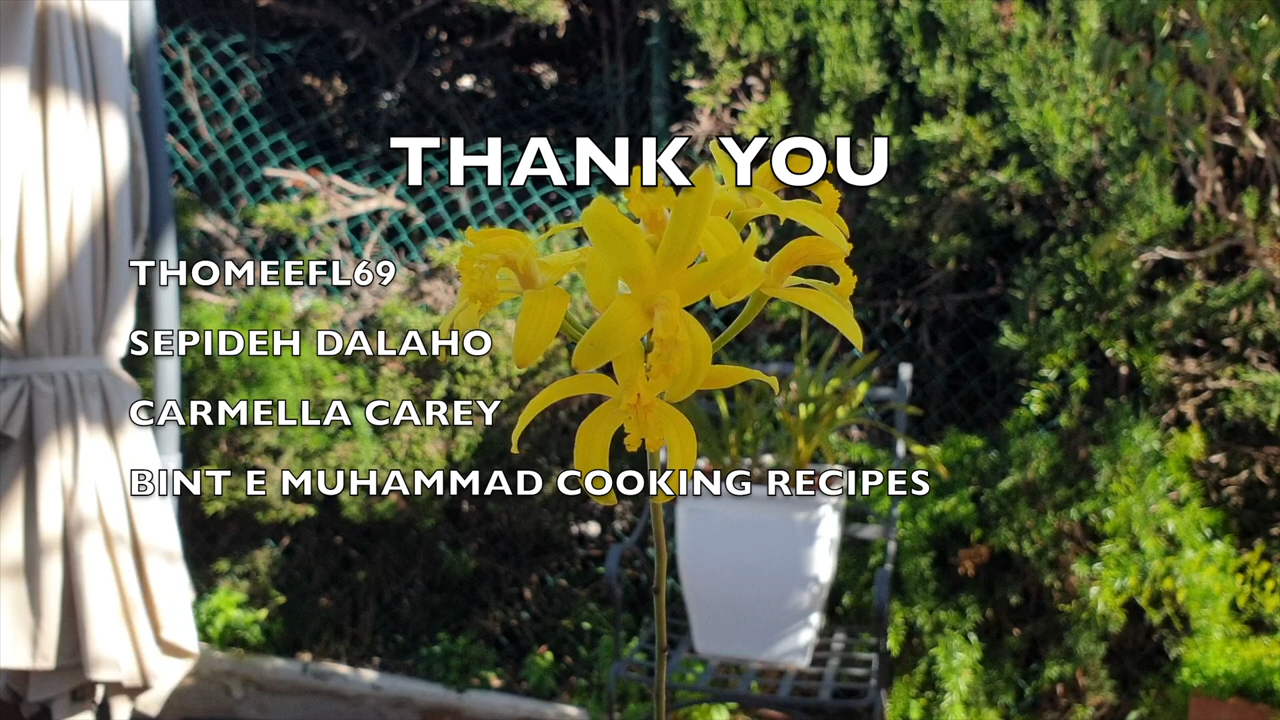 THANK YOU
THOMEEFL69
SEPIDEH DALAHO
CARMELLA CAREY
BINT E MUHAMMAD COOKING RECIPES